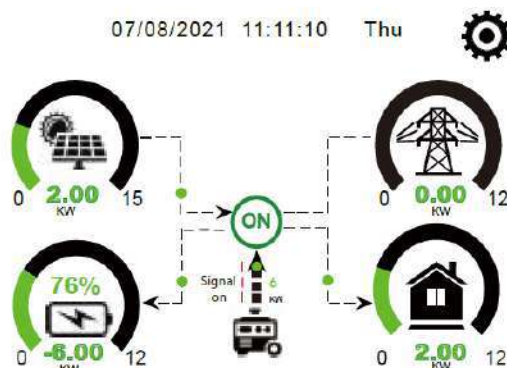 07/08/2021 11:11:10 Thu
0 2.00 15
KW
0 0.00 12
KW
ON
76%
Signal
on
6
KW
0 -6.00 12
KW
0 2.00 12
KW